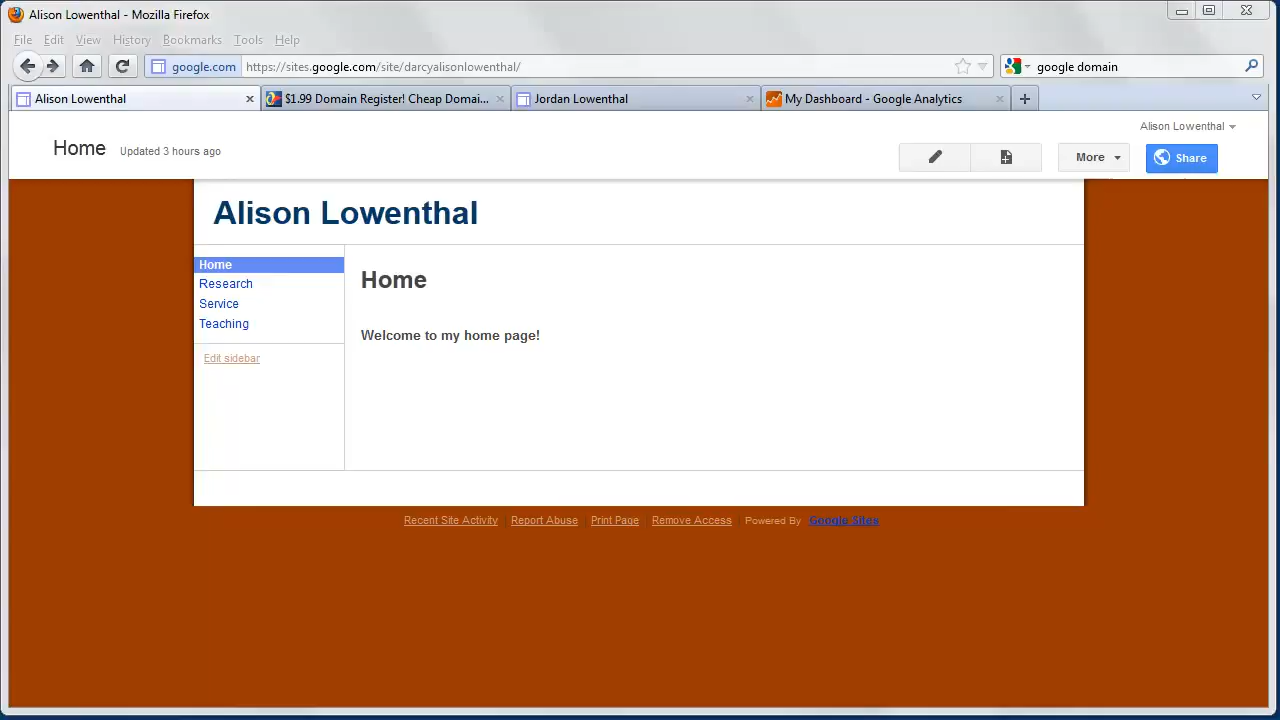 Alison Lowenthal - Mozilla Firefox
File Edit View History Bookmarks Tools Help
google.com https://sites.google.com/site/darcyalisonlowenthal/ google domain
Alison Lowenthal $1.99 Domain Register! Cheap Domai... Jordan Lowenthal My Dashboard - Google Analytics
Alison Lowenthal
Home Updated 3 hours ago More Share
Alison Lowenthal
Home
Research
Service
Teaching
Edit sidebar
Home
Welcome to my home page!
Recent Site Activity | Report Abuse | Print Page | Remove Access | Powered By Google Sites